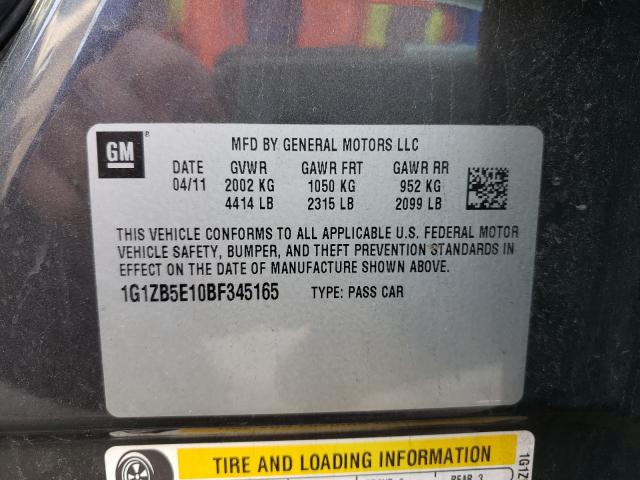 GM ®
MFD BY GENERAL MOTORS LLC
DATE GVWR GAWR FRT GAWR RR
04/11 2002 KG 1050 KG 952 KG
4414 LB 2315 LB 2099 LB
THIS VEHICLE CONFORMS TO ALL APPLICABLE U.S. FEDERAL MOTOR
VEHICLE SAFETY, BUMPER, AND THEFT PREVENTION STANDARDS IN
EFFECT ON THE DATE OF MANUFACTURE SHOWN ABOVE.
1G1ZB5E10BF345165 TYPE: PASS CAR
TIRE AND LOADING INFORMATION
REAR 3
1G1Z